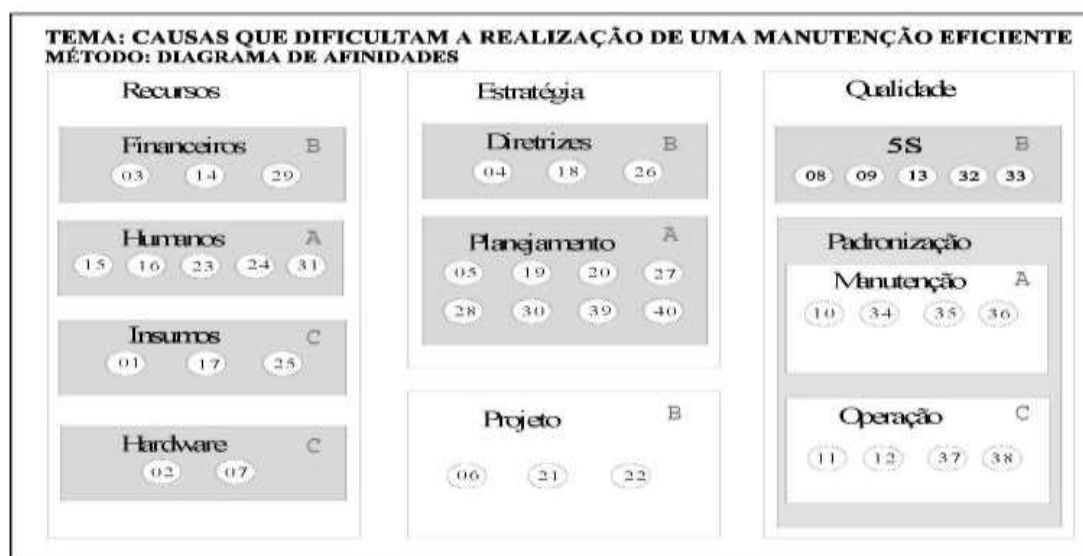 TEMA: CAUSAS QUE DIFICULTAM A REALIZAÇÃO DE UMA MANUTENÇÃO EFICIENTE
MÉTODO: DIAGRAMA DE AFINIDADES
Recursos
Financeiros B
03 14 29
Humanos A
15 16 23 24 31
Insumos C
01 17 25
Hardware C
02 07
Estratégia
Diretrizes B
04 18 26
Planejamento A
05 19 20 27
28 30 39 40
Projeto B
06 21 22
Qualidade
5S B
08 09 13 32 33
Padronização
Manutenção A
10 34 35 36
Operação C
11 12 37 38